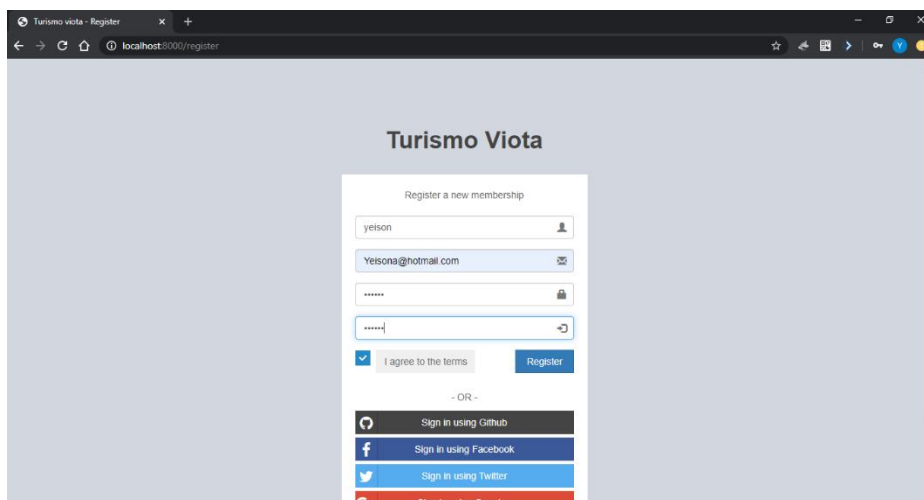 Turismo viota - Register
localhost:8000/register
Y
Turismo Viota
Register a new membership
yeison
Yeisona@hotmail.com
••••••
••••••
I agree to the terms
Register
- OR -
Sign in using Github
Sign in using Facebook
Sign in using Twitter